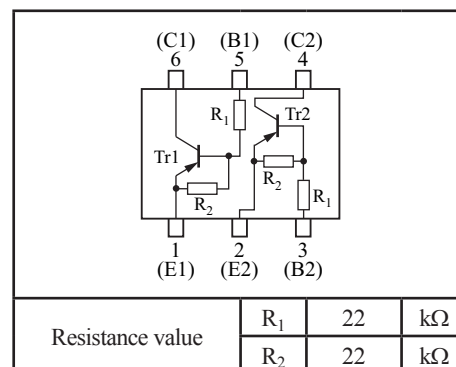 (C1) (B1) (C2)
6 5 4
R1 Tr2
Tr1
R2 R2 R1
1 2 3
(E1) (E2) (B2)
Resistance value R1 22 kΩ
R2 22 kΩ